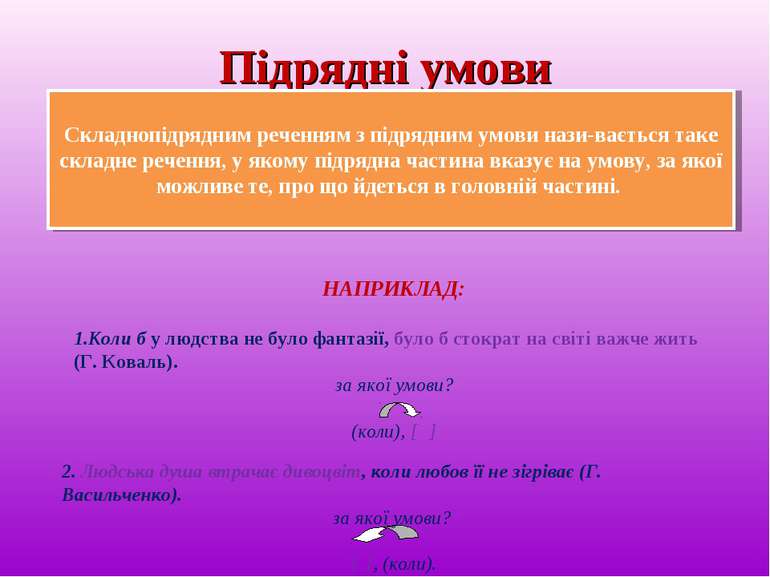 Підрядні умови
Складнопідрядним реченням з підрядним умови нази-вається таке
складне речення, у якому підрядна частина вказує на умову, за якої
можливе те, про що йдеться в головній частині.
НАПРИКЛАД:
1.Коли б у людства не було фантазії, було б стократ на світі важче жить
(Г. Коваль).
за якої умови?
(коли), [ ]
2. Людська душа втрачає дивоцвіт, коли любов її не зігріває (Г.
Васильченко).
за якої умови?
[ ], (коли).